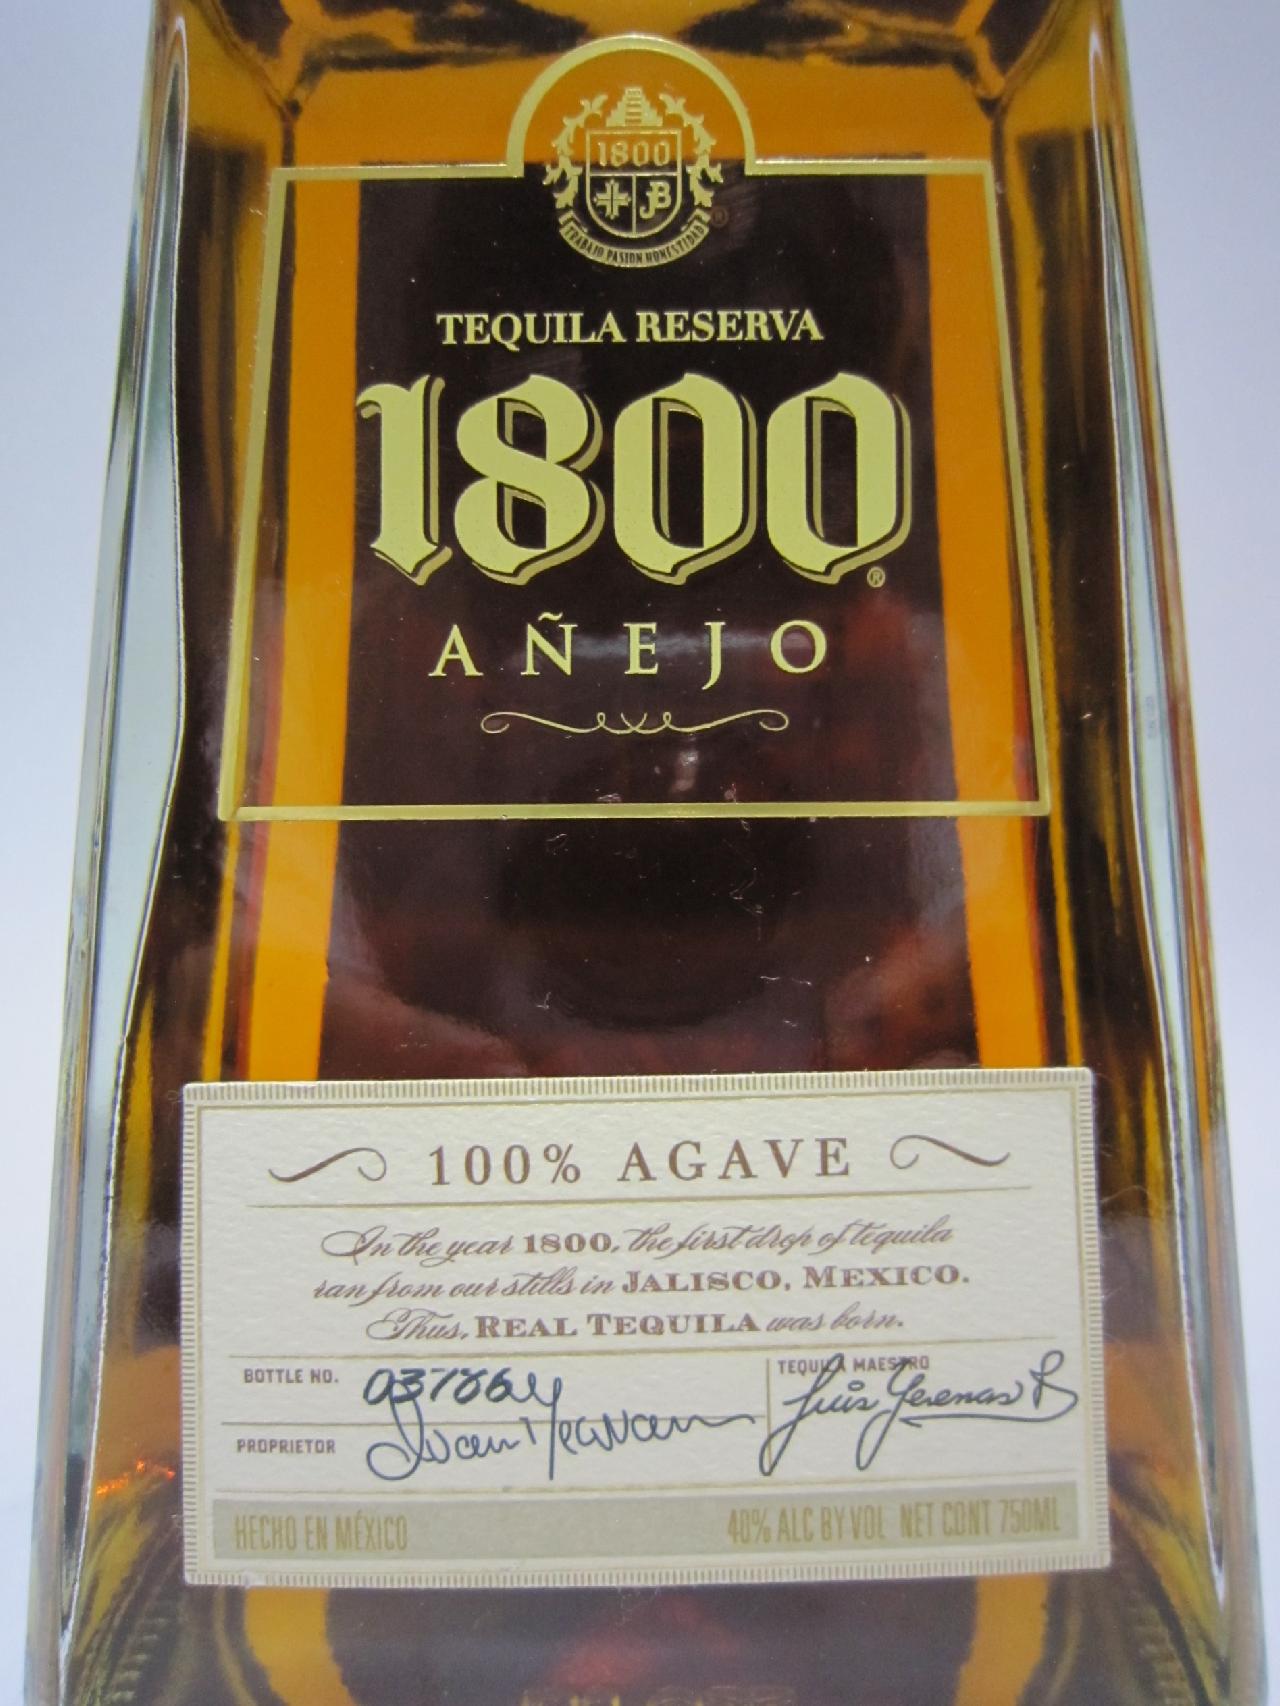 1800
JB
TRABAJO PASION HONESTIDAD
®
TEQUILA RESERVA
1800®
AÑEJO
100% AGAVE
In the year 1800, the first drop of tequila
ran from our stills in JALISCO, MEXICO.
Thus, REAL TEQUILA was born.
BOTTLE NO.
TEQUILA MAESTRO
PROPRIETOR
HECHO EN MÉXICO
40% ALC BY VOL NET CONT 750ML